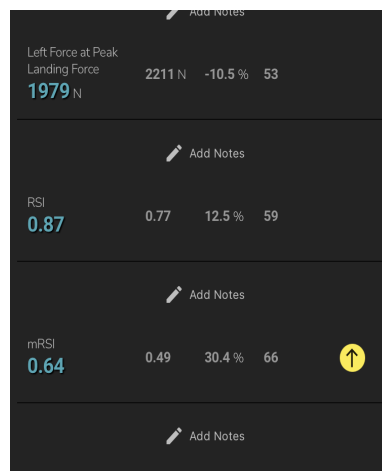 Add Notes
Left Force at Peak
Landing Force
1979 N 2211 N -10.5 % 53
Add Notes
RSI
0.87 0.77 12.5 % 59
Add Notes
mRSI
0.64 0.49 30.4 % 66
Add Notes